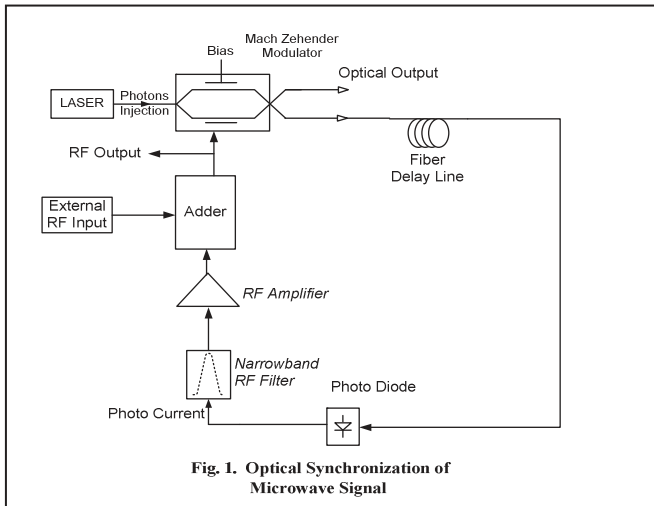 Mach Zehender
Modulator
Bias
Optical Output
LASER
Photons
Injection
Fiber
Delay Line
RF Output
External
RF Input
Adder
RF Amplifier
Narrowband
RF Filter
Photo Diode
Photo Current
Fig. 1. Optical Synchronization of
Microwave Signal